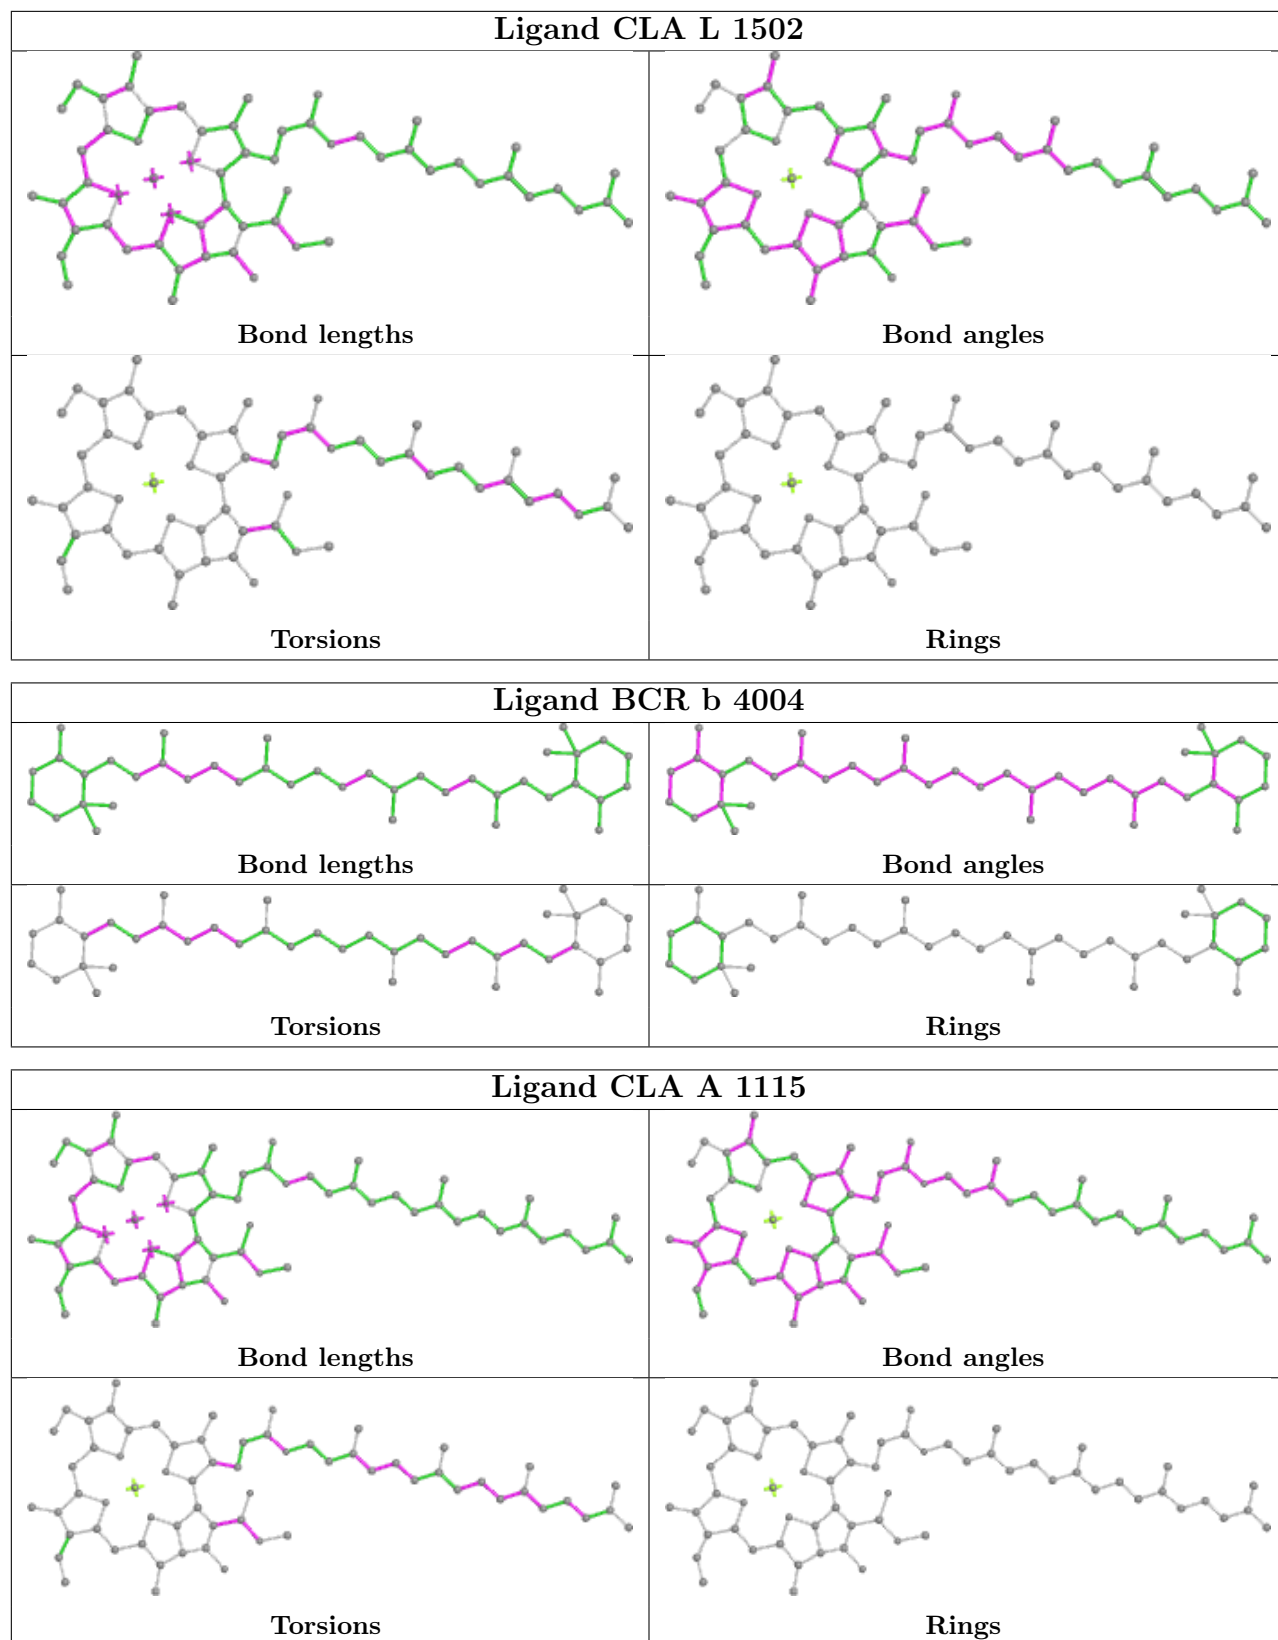 Ligand CLA L 1502
Bond lengths
Bond angles
Torsions
Rings
Ligand BCR b 4004
Bond lengths
Bond angles
Torsions
Rings
Ligand CLA A 1115
Bond lengths
Bond angles
Torsions
Rings